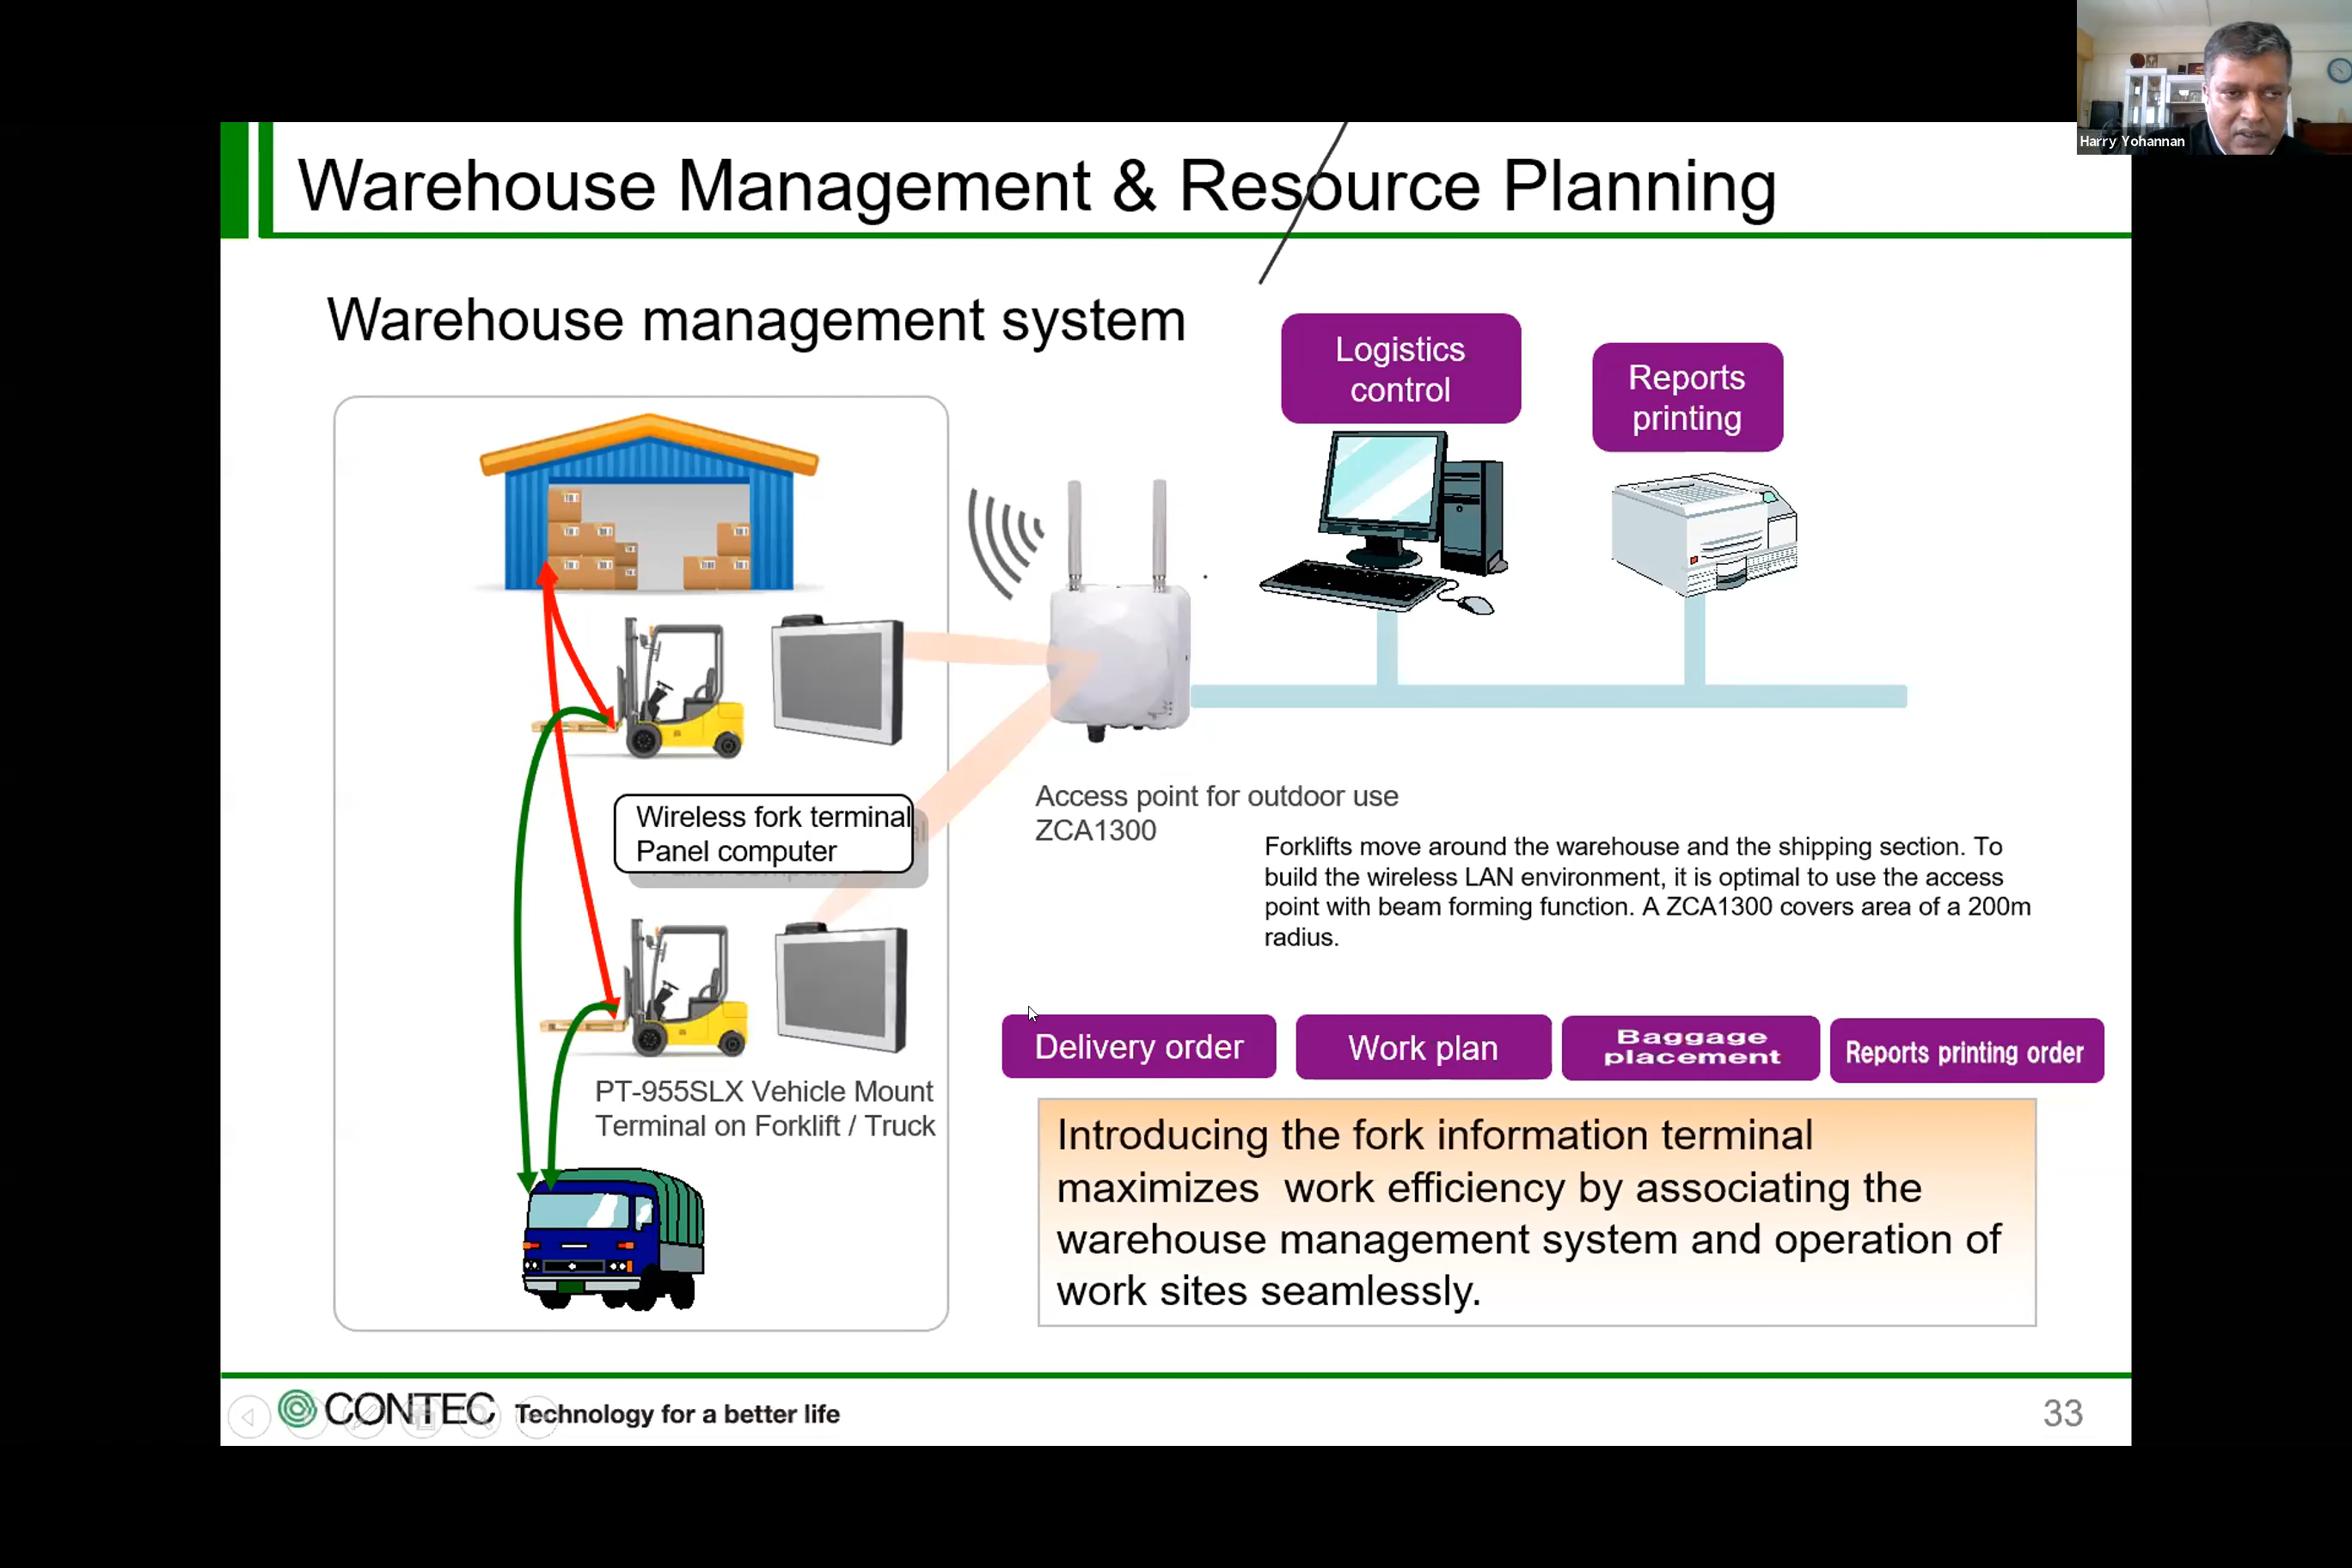 Harry Yohannan
Warehouse Management & Resource Planning
Warehouse management system
Logistics
control
Reports
printing
Wireless fork terminal
Panel computer
Access point for outdoor use
ZCA1300
Forklifts move around the warehouse and the shipping section. To
build the wireless LAN environment, it is optimal to use the access
point with beam forming function. A ZCA1300 covers area of a 200m
radius.
PT-955SLX Vehicle Mount
Terminal on Forklift / Truck
Delivery order
Work plan
Baggage
placement
Reports printing order
Introducing the fork information terminal
maximizes  work efficiency by associating the
warehouse management system and operation of
work sites seamlessly.
CONTEC Technology for a better life
33